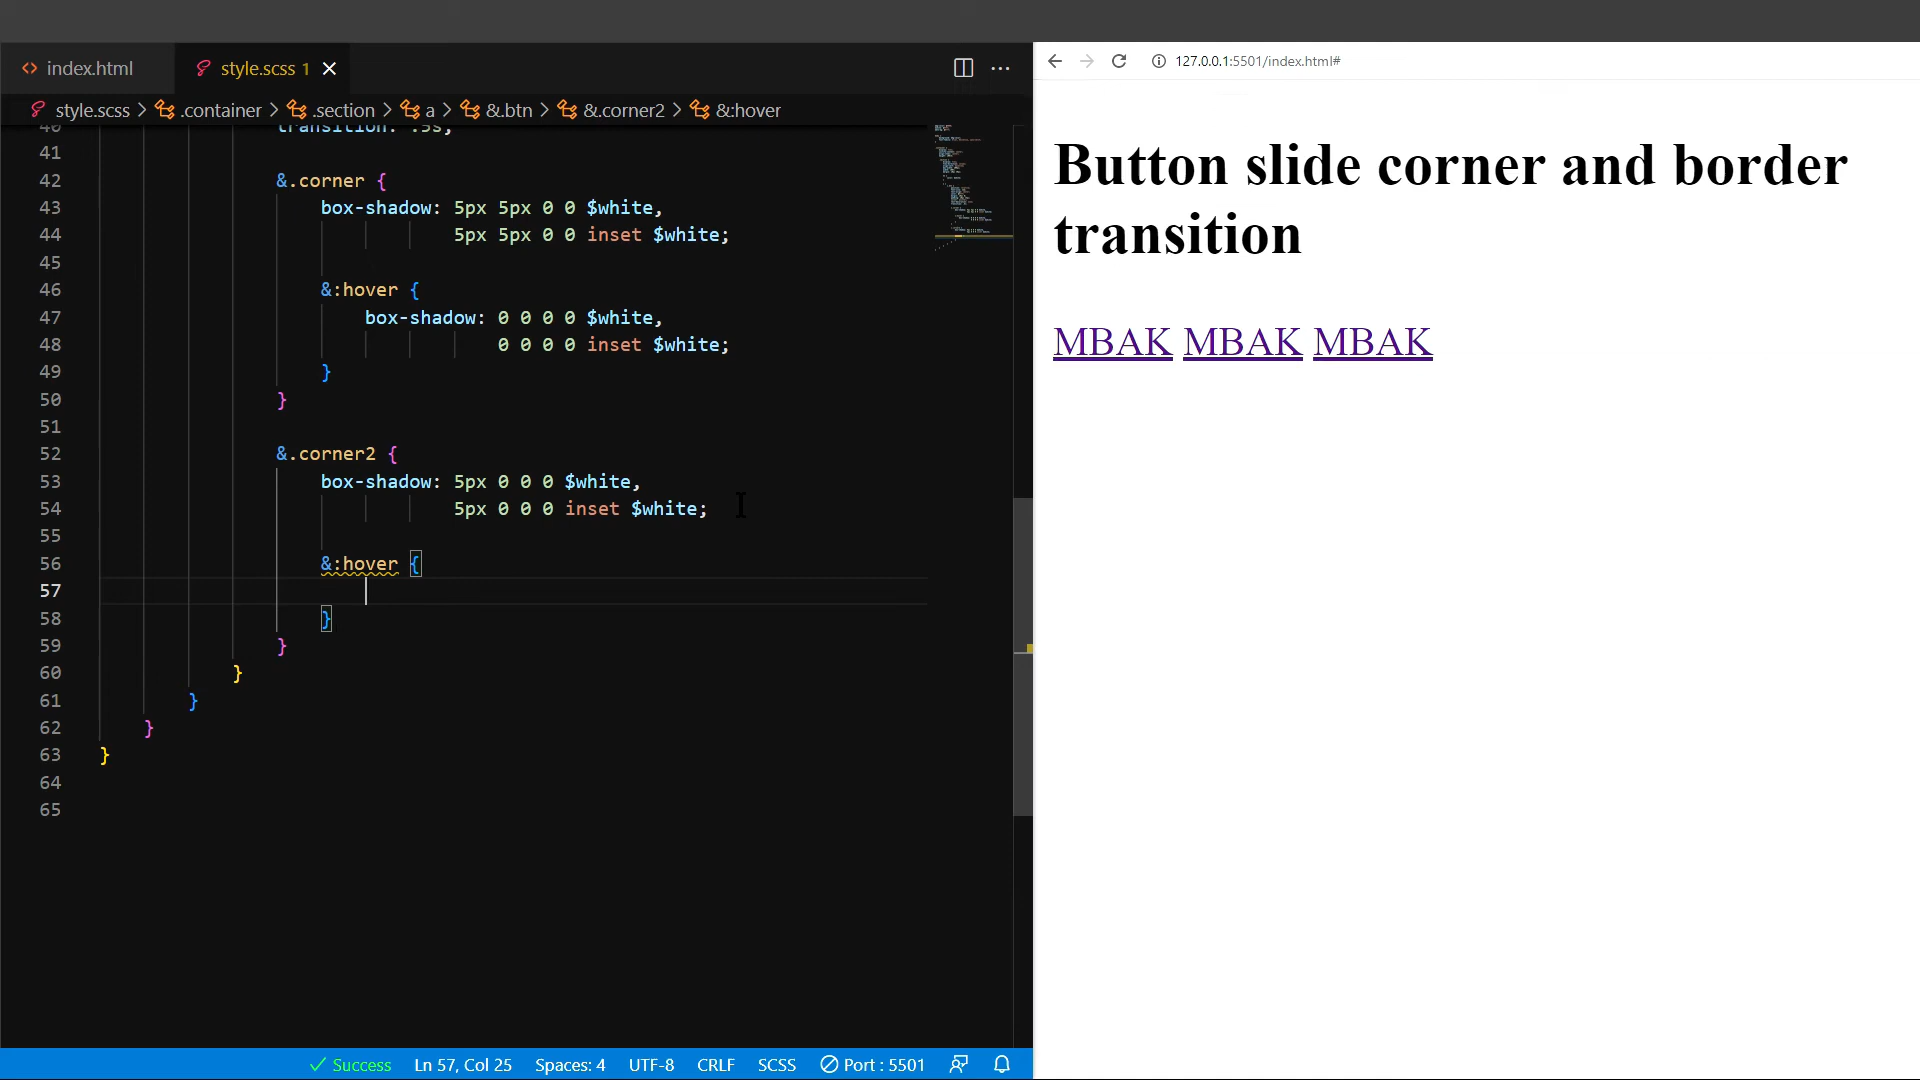 index.html
style.scss 1
127.0.0.1:5501/index.html#
style.scss > .container > .section > a > &.btn > &.corner2 > &:hover
40 transition: .5s;
41
42 &.corner {
43 box-shadow: 5px 5px 0 0 $white,
44 5px 5px 0 0 inset $white;
45
46 &:hover {
47 box-shadow: 0 0 0 0 $white,
48 0 0 0 0 inset $white;
49 }
50 }
51
52 &.corner2 {
53 box-shadow: 5px 0 0 0 $white,
54 5px 0 0 0 inset $white;
55
56 &:hover {
57
58 }
59 }
60 }
61 }
62 }
63 }
64
65
Success Ln 57, Col 25 Spaces: 4 UTF-8 CRLF SCSS Port : 5501
Button slide corner and border
transition
MBAK MBAK MBAK